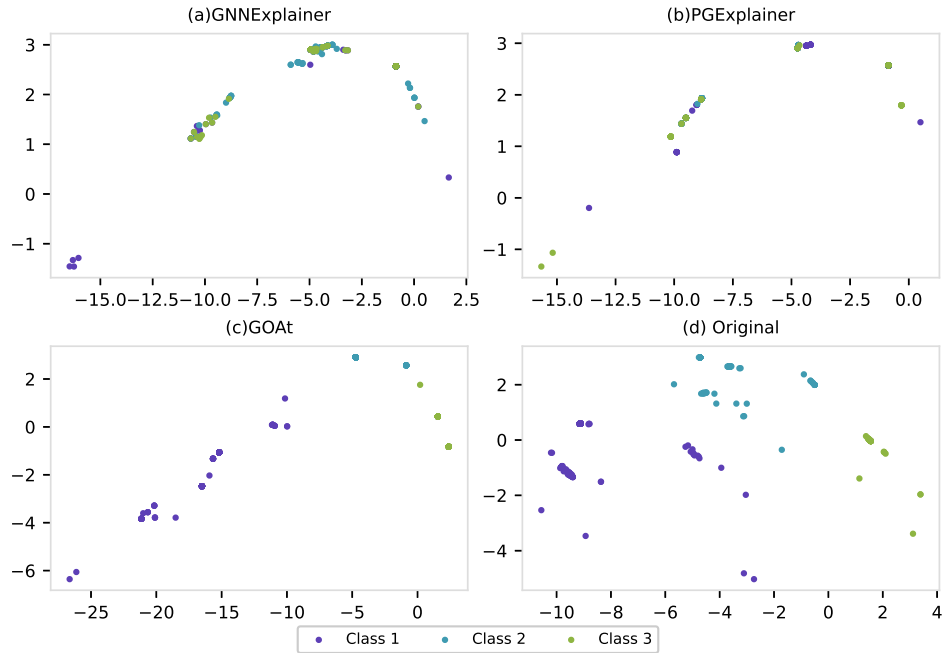 (a)GNNExplainer
(b)PGExplainer
3
2
1
0
−1
−15.0 −12.5 −10.0 −7.5 −5.0 −2.5 0.0 2.5
3
2
1
0
−1
−15.0 −12.5 −10.0 −7.5 −5.0 −2.5 0.0
(c)GOAt
(d) Original
2
0
−2
−4
−6
−25 −20 −15 −10 −5 0
2
0
−2
−4
−10 −8 −6 −4 −2 0 2 4
Class 1 Class 2 Class 3